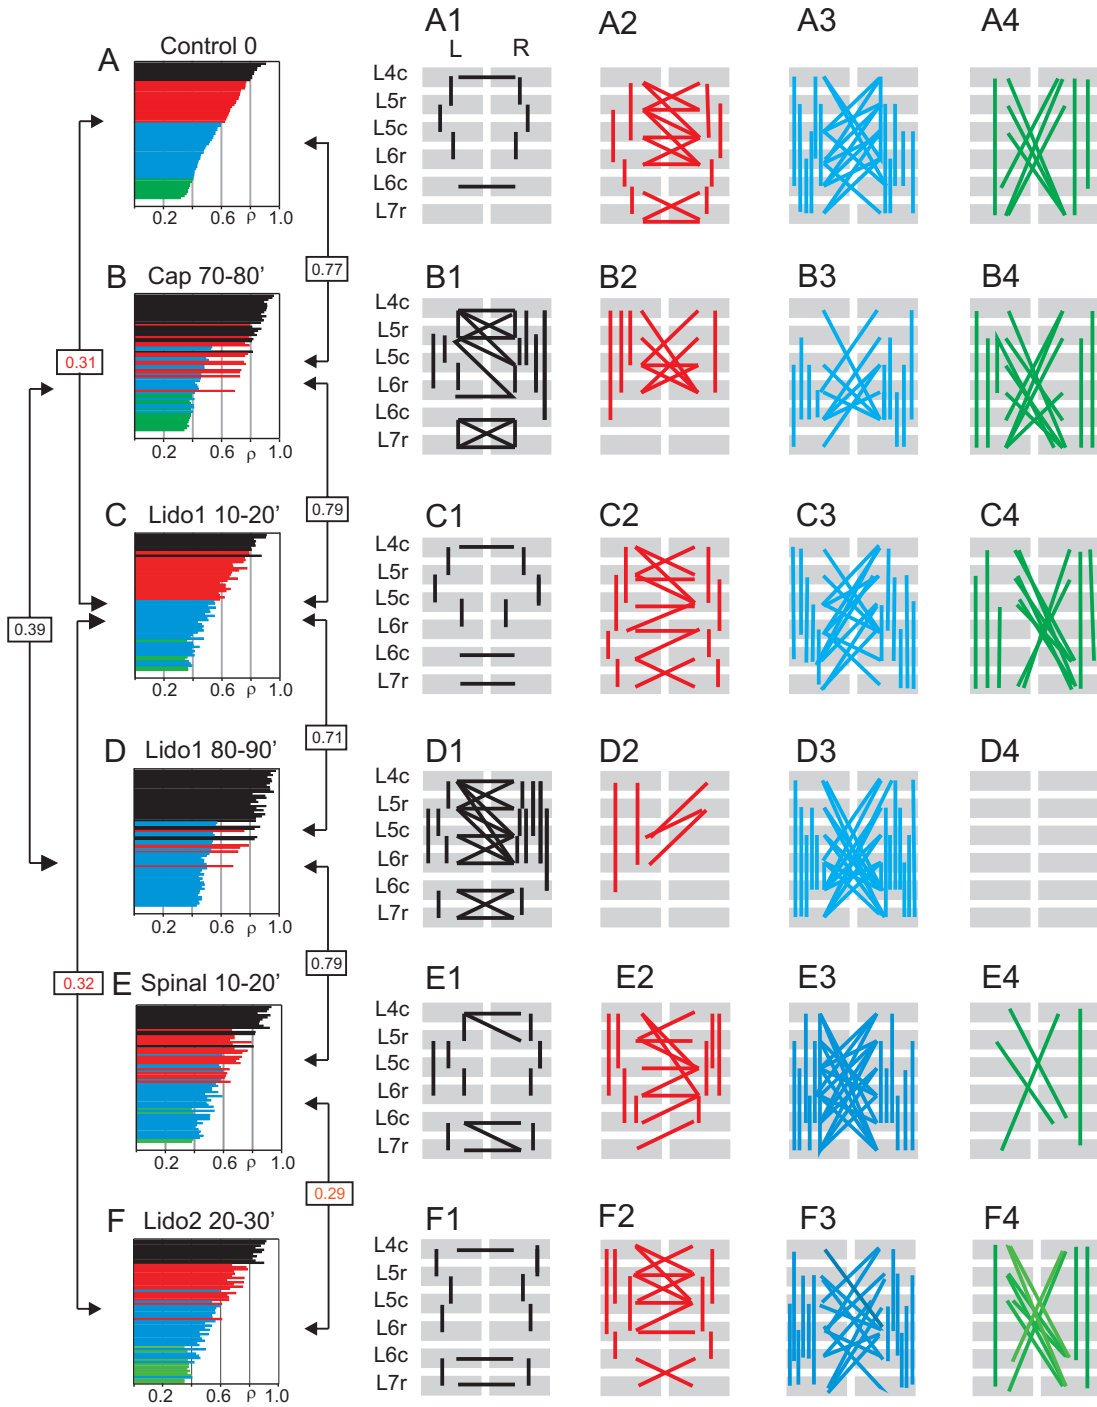 A1 A2 A3 A4
A Control 0 L R
L4c
L5r
L5c
L6r
L6c
L7r
0.2 0.6 ρ 1.0
0.77
B Cap 70-80' B1 B2 B3 B4
L4c
L5r
L5c
L6r
L6c
L7r
0.31
0.2 0.6 ρ 1.0
0.79
C Lido1 10-20' C1 C2 C3 C4
L4c
L5r
L5c
L6r
L6c
L7r
0.39
0.2 0.6 ρ 1.0
0.71
D Lido1 80-90' D1 D2 D3 D4
L4c
L5r
L5c
L6r
L6c
L7r
0.2 0.6 ρ 1.0
0.79
0.32
E Spinal 10-20' E1 E2 E3 E4
L4c
L5r
L5c
L6r
L6c
L7r
0.2 0.6 ρ 1.0
0.29
F Lido2 20-30' F1 F2 F3 F4
L4c
L5r
L5c
L6r
L6c
L7r
0.2 0.6 ρ 1.0